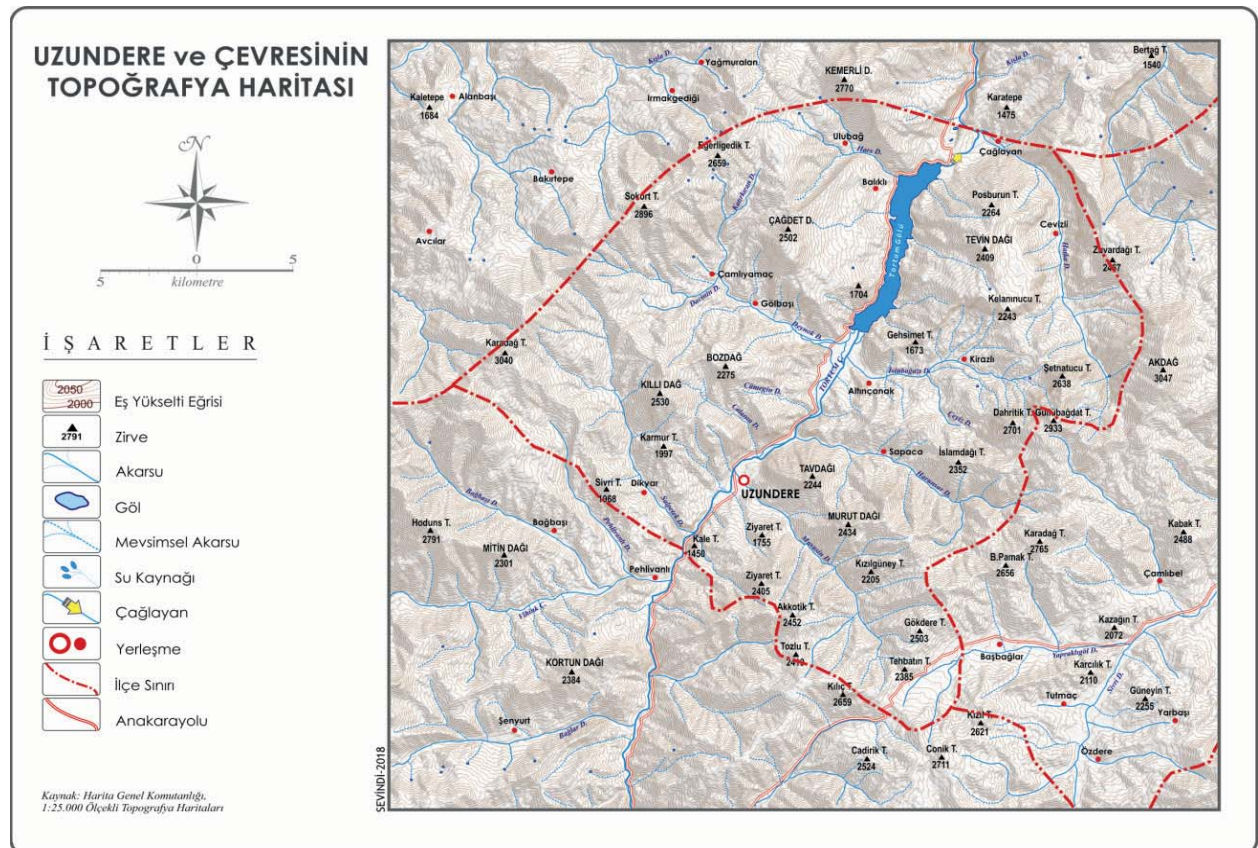 UZUNDERE ve ÇEVRESİNİN
TOPOĞRAFYA HARİTASI
N
5 0 5
kilometre
İŞARETLER
2050
2000
Eş Yükselti Eğrisi
2791
Zirve
Akarsu
Göl
Mevsimsel Akarsu
Su Kaynağı
Çağlayan
Yerleşme
İlçe Sınırı
Anakarayolu
Kaynak: Harita Genel Komutanlığı,
1:25.000 Ölçekli Topografya Haritaları
SEVİNDİ-2018
Bertağ T.
1540
Yağmuralan
KEMERLİ D.
2770
Kaletepe
1684
Alanbaşı
Irmakgediği
Karatepe
1475
Ulubağ
Hars D.
Çağlayan
Egerligedik T.
2659
Bakırtepe
Balıklı
Sokort T.
2896
Posburun T.
2264
ÇAĞDET D.
2502
Cevizli
Avcılar
TEVİN DAĞI
2409
Tortum Gölü
2457
Çamlıyamaç
1704
Gölbaşı
Kelanınucu T.
2243
Gehsimet T.
1673
Karadağ T.
3040
Kirazlı
BOZDAĞ
2275
TORTUM Ç.
Altınçanak
Şetnatucu T.
2638
AKDAĞ
3047
KILLI DAĞ
2530
Dahritik T.
2701
2933
Karmur T.
1997
Sapaca
İslamdağı T.
2352
TAVDAĞI
2244
UZUNDERE
Sivri T.
1968
Dikyar
Hoduns T.
2791
Bağbaşı
Bağbaşı D.
Ziyaret T.
1755
MURUT DAĞI
2434
Karadağ T.
2765
Kabak T.
2488
Kale T.
1450
MİTİN DAĞI
2301
B.Pamak T.
2656
Pehlivanlı
Kızılgüney T.
2205
Ziyaret T.
2405
Çamlıbel
Akkotik T.
2452
Kazağın T.
2072
Gökdere T.
2503
Başbağlar
Yapraklıgöl D.
Tozlu T.
KORTUN DAĞI
2384
Tehbatın T.
2385
Karcılık T.
2110
Kılıç T.
2659
Tutmaç
Sivri D.
Güneyin T.
2255
Yarbaşı
Şenyurt
Bağlar D.
Kızıl T.
2621
Cadirik T.
2524
Conik T.
2711
Özdere